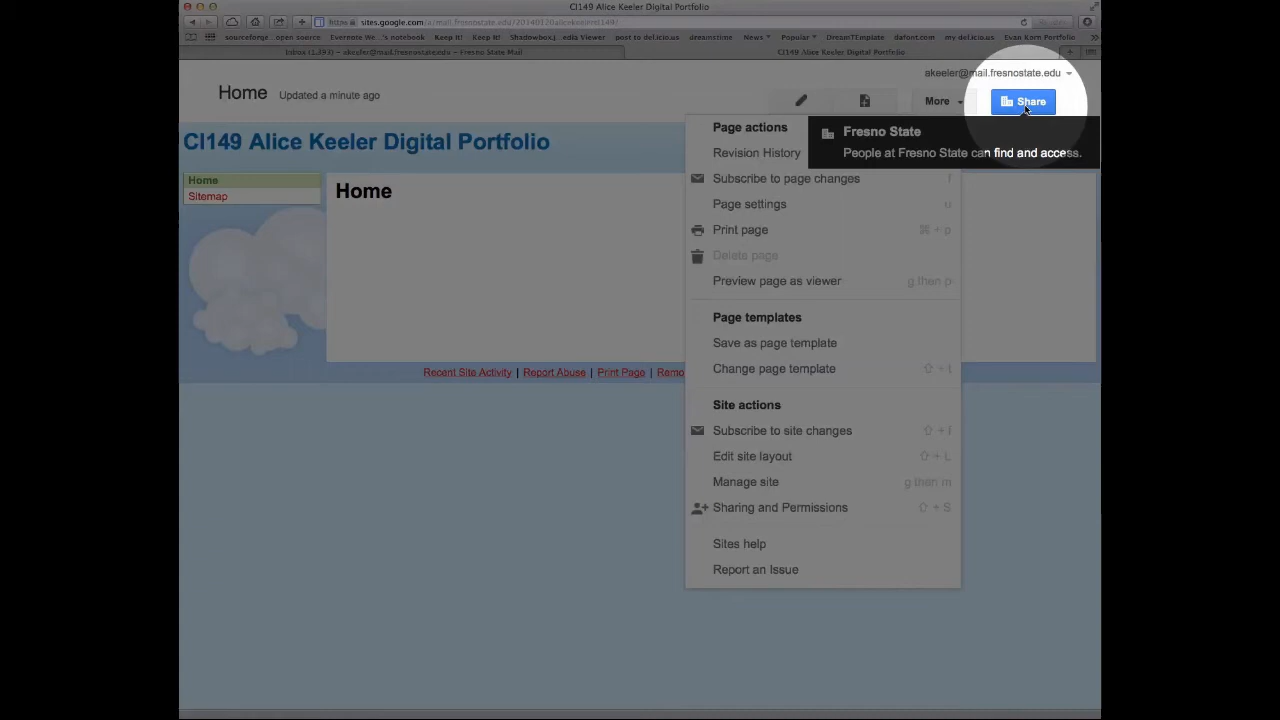 CI149 Alice Keeler Digital Portfolio
https
sites.google.com
sourceforge...open source
Evernote We...'s notebook
Keep It!
Keep It!
Shadowbox.j...edia Viewer
post to del.icio.us
dreamstime
News
Popular
DreamTEmplate
dafont.com
my del.icio.us
Evan Korn Portfolio
CI149 Alice Keeler Digital Portfolio
akeeler@mail.fresnostate.edu
Home Updated a minute ago
More
Share
Page actions
Fresno State
People at Fresno State can find and access.
CI149 Alice Keeler Digital Portfolio
Revision History
Home
Sitemap
Home
Subscribe to page changes
Page settings u
Print page ⌘ + p
Delete page
Preview page as viewer g then p
Page templates
Save as page template
Change page template
Recent Site Activity | Report Abuse | Print Page | Remo
Site actions
Subscribe to site changes
Edit site layout ⇧ + L
Manage site g then m
Sharing and Permissions ⇧ + S
Sites help
Report an Issue